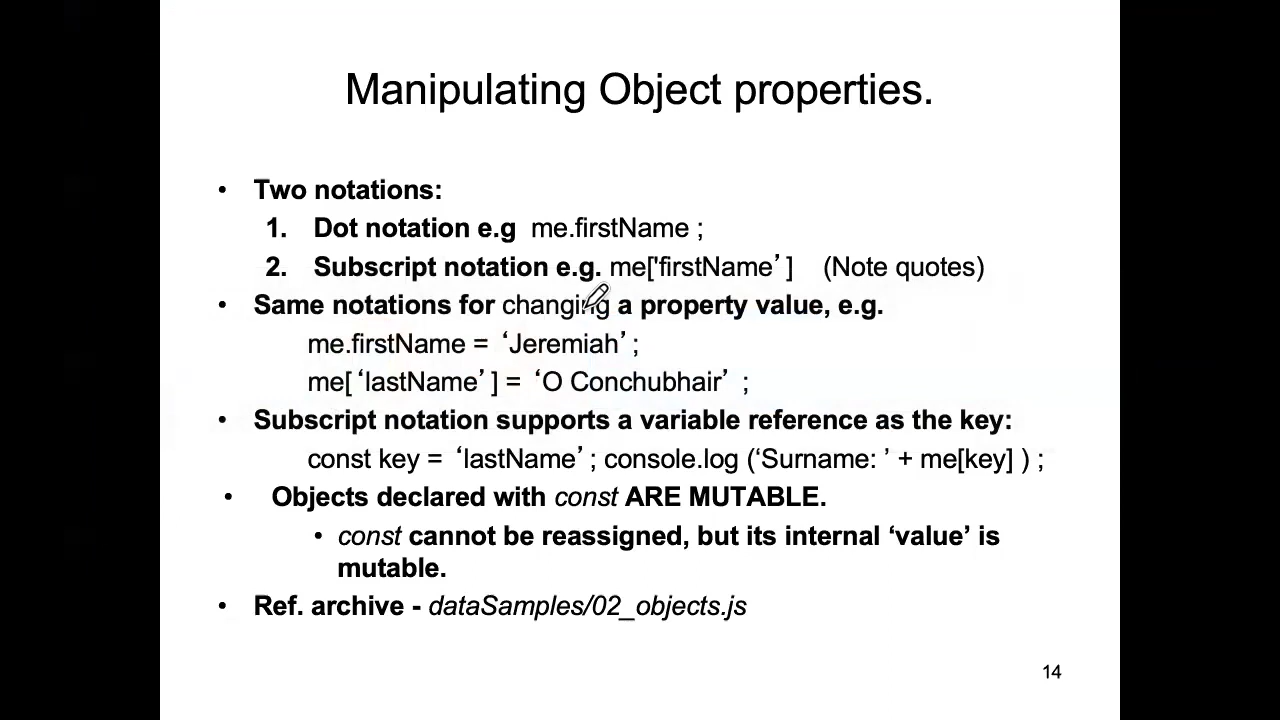 Manipulating Object properties.
• Two notations:
1. Dot notation e.g me.firstName ;
2. Subscript notation e.g. me['firstName’ ] (Note quotes)
• Same notations for changing a property value, e.g.
me.firstName = ‘Jeremiah’ ;
me[ ‘lastName’ ] = ‘O Conchubhair’ ;
• Subscript notation supports a variable reference as the key:
const key = ‘lastName’ ; console.log (‘Surname: ’ + me[key] ) ;
• Objects declared with const ARE MUTABLE.
• const cannot be reassigned, but its internal ‘value’ is
mutable.
• Ref. archive - dataSamples/02_objects.js
14